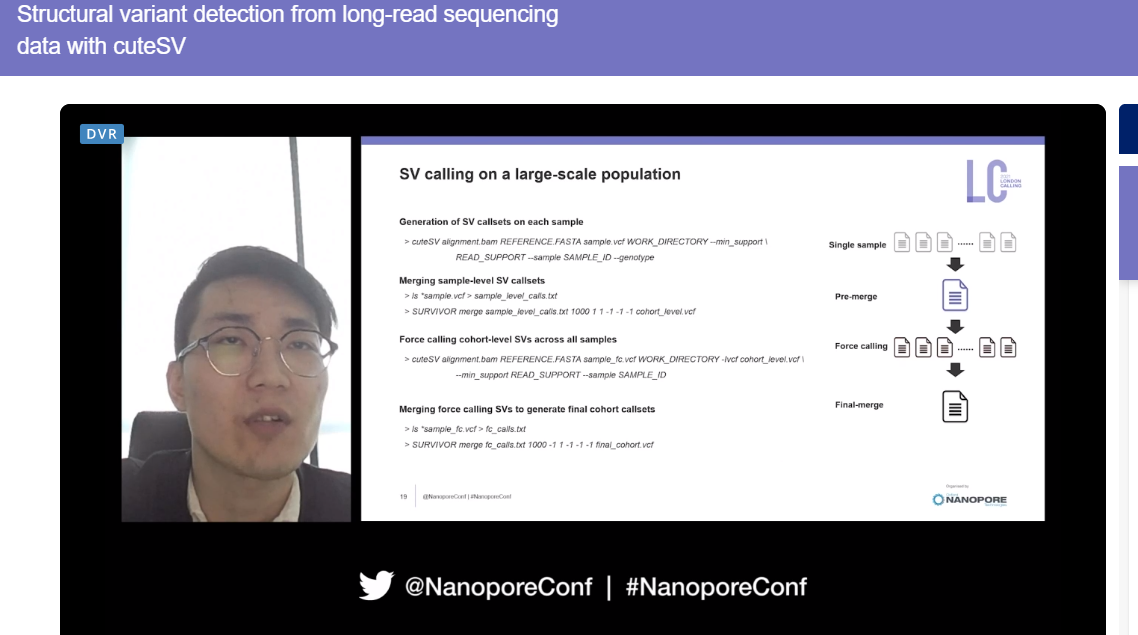 Structural variant detection from long-read sequencing
data with cuteSV
DVR
SV calling on a large-scale population
LC
LONDON
CALLING
Generation of SV callsets on each sample
> cuteSV alignment.bam REFERENCE.FASTA sample.vcf WORK_DIRECTORY --min_support \
READ_SUPPORT --sample SAMPLE_ID --genotype
Merging sample-level SV callsets
> ls *sample.vcf > sample_level_calls.txt
> SURVIVOR merge sample_level_calls.txt 1000 1 1 -1 -1 -1 cohort_level.vcf
Force calling cohort-level SVs across all samples
> cuteSV alignment.bam REFERENCE.FASTA sample_fc.vcf WORK_DIRECTORY -Ivcf cohort_level.vcf \
--min_support READ_SUPPORT --sample SAMPLE_ID
Merging force calling SVs to generate final cohort callsets
> ls *sample_fc.vcf > fc_calls.txt
> SURVIVOR merge fc_calls.txt 1000 -1 1 -1 -1 -1 final_cohort.vcf
Single sample
......
Pre-merge
Force calling
......
Final-merge
19
@NanoporeConf | #NanoporeConf
Organised by
NANOPORE
@NanoporeConf | #NanoporeConf